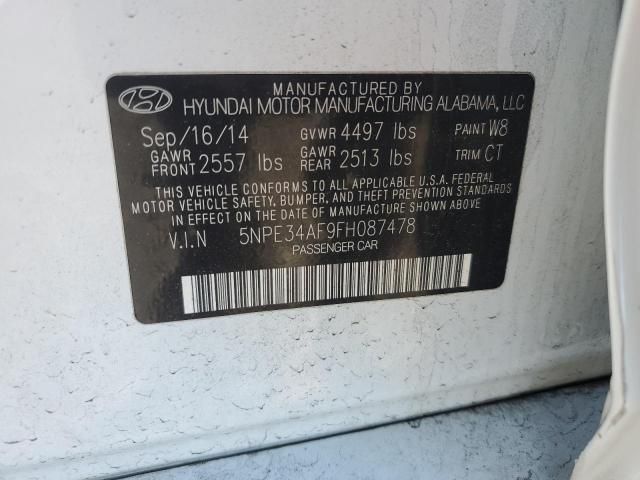 MANUFACTURED BY
HYUNDAI MOTOR MANUFACTURING ALABAMA, LLC
Sep/16/14 GVWR 4497 lbs PAINT W8
GAWR FRONT 2557 lbs GAWR REAR 2513 lbs TRIM CT
THIS VEHICLE CONFORMS TO ALL APPLICABLE U.S.A. FEDERAL
MOTOR VEHICLE SAFETY, BUMPER, AND THEFT PREVENTION STANDARDS
IN EFFECT ON THE DATE OF MANUFACTURE SHOWN ABOVE.
V.I.N 5NPE34AF9FH087478
PASSENGER CAR